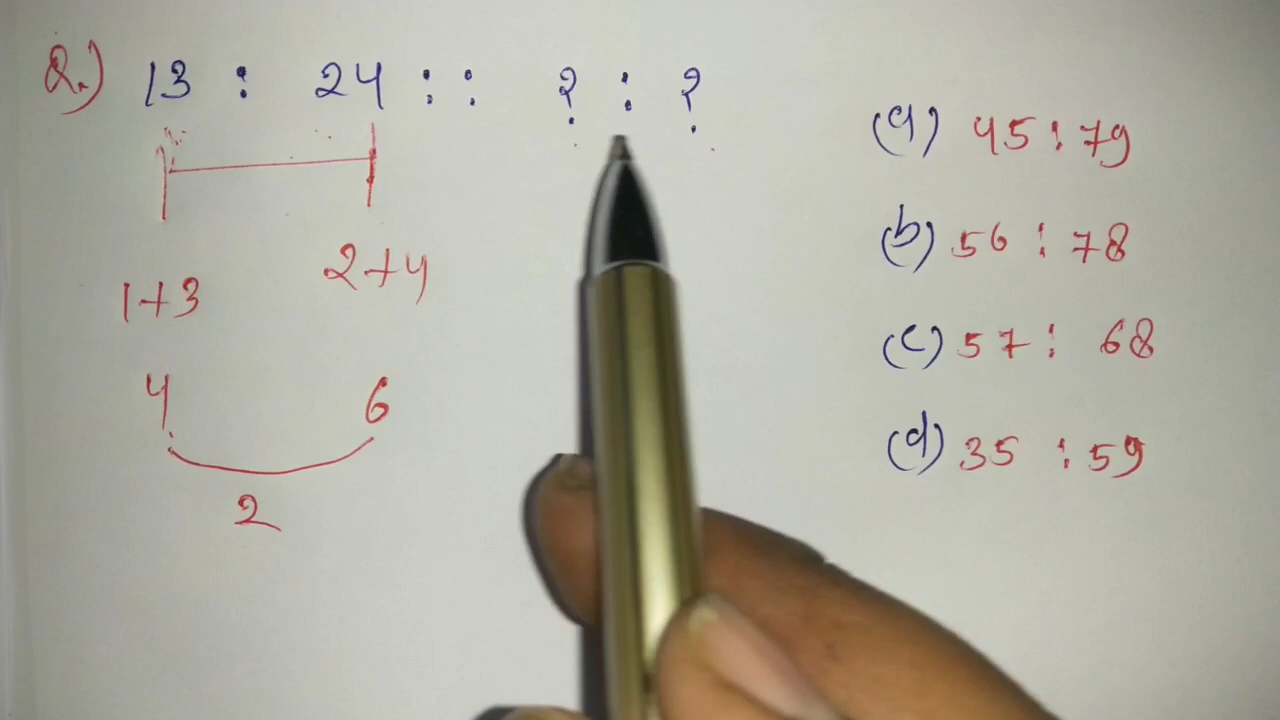 Q.) 13 : 24 :: ? : ?
(a) 45 : 79
(b) 56 : 78
(c) 57 : 68
(d) 35 : 59
1+3 2+4
4 6
2